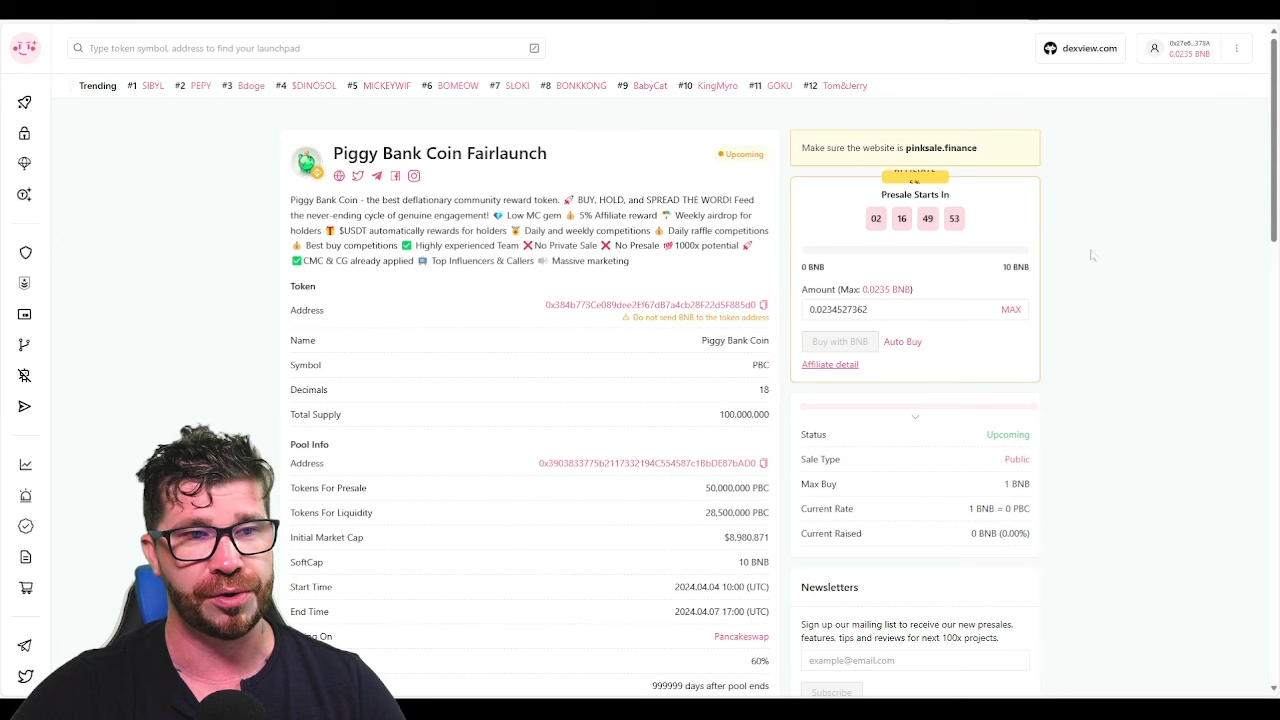 Type token symbol, address to find your launchpad
dexview.com
0x27e6...378A
0.0235 BNB
Trending #1 SIBYL #2 PEPY #3 Bdoge #4 $DINOSOL #5 MICKEYWIF #6 BOMEOW #7 SLOKI #8 BONKKONG #9 BabyCat #10 KingMyro #11 GOKU #12 Tom&Jerry
Piggy Bank Coin Fairlaunch
Upcoming
Piggy Bank Coin - the best deflationary community reward token. 🚀 BUY, HOLD, and SPREAD THE WORD! Feed
the never-ending cycle of genuine engagement! 💎 Low MC gem 💰 5% Affiliate reward 🪂 Weekly airdrop for
holders 🎁 $USDT automatically rewards for holders 🏅 Daily and weekly competitions 💰 Daily raffle competitions
💰 Best buy competitions ✅ Highly experienced Team ❌No Private Sale ❌ No Presale 💯1000x potential 🚀
✅CMC & CG already applied Top Influencers & Callers 🔊 Massive marketing
Token
Address
0x384b773Ce089dee2Ef67dB7a4cb28F22d5F885d0
Do not send BNB to the token address
Name Piggy Bank Coin
Symbol PBC
Decimals 18
Total Supply 100,000,000
Pool Info
Address 0x3903833775b2117332194C554587c1BbDE87bAD0
Tokens For Presale 50,000,000 PBC
Tokens For Liquidity 28,500,000 PBC
Initial Market Cap $8,980.871
SoftCap 10 BNB
Start Time 2024.04.04 10:00 (UTC)
End Time 2024.04.07 17:00 (UTC)
On Pancakeswap
60%
999999 days after pool ends
Make sure the website is pinksale.finance
AFFILIATE
5%
Presale Starts In
02 16 49 53
0 BNB 10 BNB
Amount (Max: 0.0235 BNB)
0.0234527362 MAX
Buy with BNB Auto Buy
Affiliate detail
Status Upcoming
Sale Type Public
Max Buy 1 BNB
Current Rate 1 BNB = 0 PBC
Current Raised 0 BNB (0.00%)
Newsletters
Sign up our mailing list to receive our new presales,
features, tips and reviews for next 100x projects.
example@email.com
Subscribe